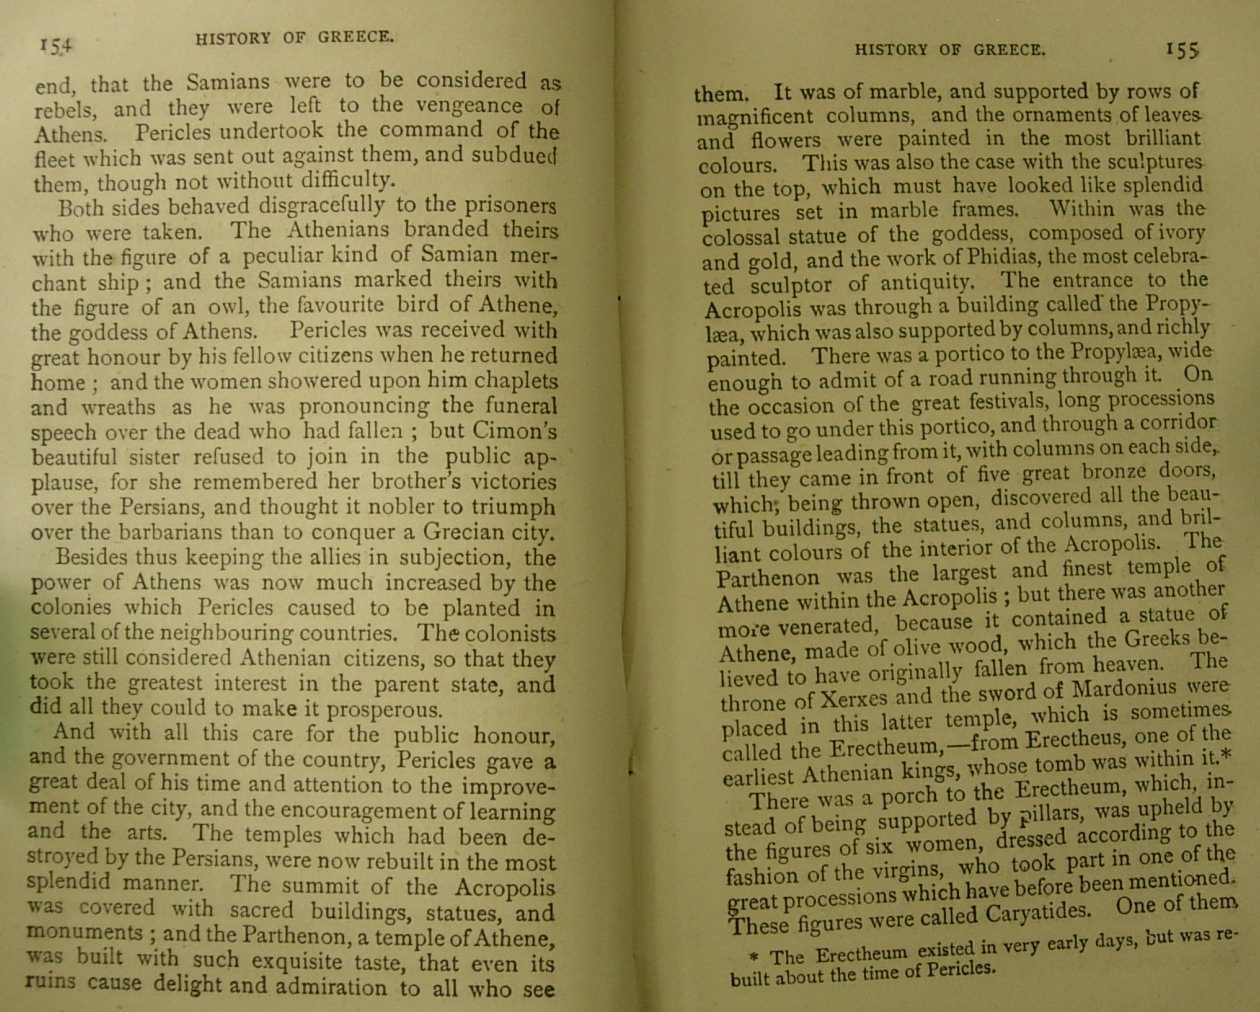 154 HISTORY OF GREECE.
end, that the Samians were to be considered as
rebels, and they were left to the vengeance of
Athens. Pericles undertook the command of the
fleet which was sent out against them, and subdued
them, though not without difficulty.
Both sides behaved disgracefully to the prisoners
who were taken. The Athenians branded theirs
with the figure of a peculiar kind of Samian mer-
chant ship ; and the Samians marked theirs with
the figure of an owl, the favourite bird of Athene,
the goddess of Athens. Pericles was received with
great honour by his fellow citizens when he returned
home ; and the women showered upon him chaplets
and wreaths as he was pronouncing the funeral
speech over the dead who had fallen ; but Cimon's
beautiful sister refused to join in the public ap-
plause, for she remembered her brother's victories
over the Persians, and thought it nobler to triumph
over the barbarians than to conquer a Grecian city.
Besides thus keeping the allies in subjection, the
power of Athens was now much increased by the
colonies which Pericles caused to be planted in
several of the neighbouring countries. The colonists
were still considered Athenian citizens, so that they
took the greatest interest in the parent state, and
did all they could to make it prosperous.
And with all this care for the public honour,
and the government of the country, Pericles gave a
great deal of his time and attention to the improve-
ment of the city, and the encouragement of learning
and the arts. The temples which had been de-
stroyed by the Persians, were now rebuilt in the most
splendid manner. The summit of the Acropolis
was covered with sacred buildings, statues, and
monuments ; and the Parthenon, a temple of Athene,
was built with such exquisite taste, that even its
ruins cause delight and admiration to all who see
HISTORY OF GREECE. 155
them. It was of marble, and supported by rows of
magnificent columns, and the ornaments of leaves
and flowers were painted in the most brilliant
colours. This was also the case with the sculptures
on the top, which must have looked like splendid
pictures set in marble frames. Within was the
colossal statue of the goddess, composed of ivory
and gold, and the work of Phidias, the most celebra-
ted sculptor of antiquity. The entrance to the
Acropolis was through a building called the Propy-
læa, which was also supported by columns, and richly
painted. There was a portico to the Propylæa, wide
enough to admit of a road running through it. On
the occasion of the great festivals, long processions
used to go under this portico, and through a corridor
or passage leading from it, with columns on each side,
till they came in front of five great bronze doors,
which, being thrown open, discovered all the beau-
tiful buildings, the statues, and columns, and bril-
liant colours of the interior of the Acropolis. The
Parthenon was the largest and finest temple of
Athene within the Acropolis ; but there was another
more venerated, because it contained a statue of
Athene, made of olive wood, which the Greeks be-
lieved to have originally fallen from heaven. The
throne of Xerxes and the sword of Mardonius were
placed in this latter temple, which is sometimes
called the Erectheum,—from Erectheus, one of the
earliest Athenian kings, whose tomb was within it.*
There was a porch to the Erectheum, which, in-
stead of being supported by pillars, was upheld by
the figures of six women, dressed according to the
fashion of the virgins, who took part in one of the
great processions which have before been mentioned.
These figures were called Caryatides. One of them
* The Erectheum existed in very early days, but was re-
built about the time of Pericles.